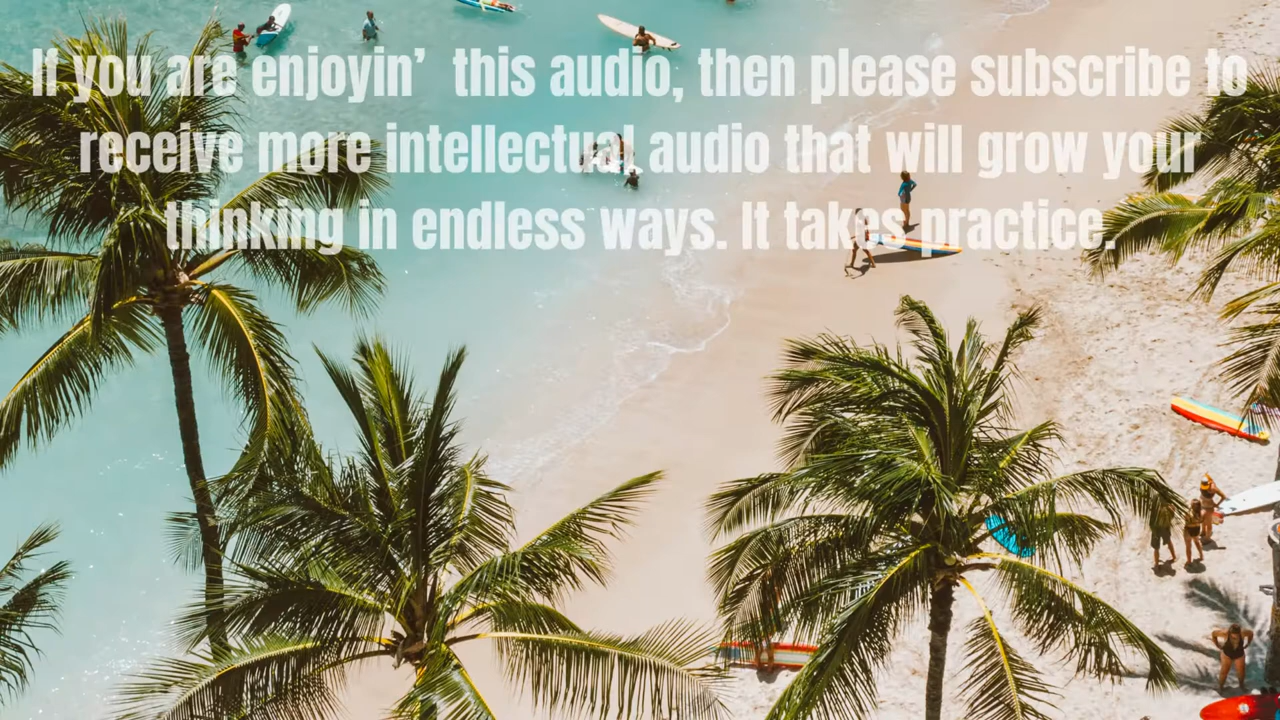 If you are enjoyin’ this audio, then please subscribe to
receive more intellectual audio that will grow your
thinking in endless ways. It takes practice.